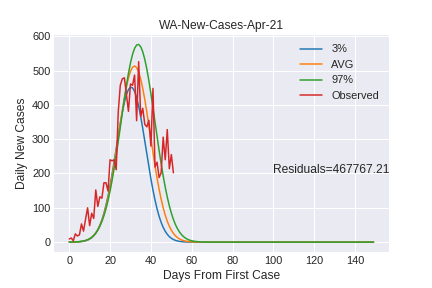 WA-New-Cases-Apr-21
600
500
400
300
200
100
0
Daily New Cases
3%
AVG
97%
Observed
Residuals=467767.21
0 20 40 60 80 100 120 140
Days From First Case